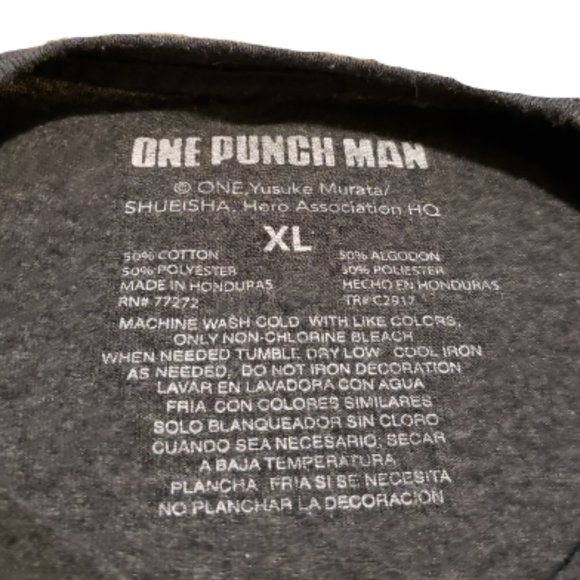 ONE PUNCH MAN
© ONE, Yusuke Murata/
SHUEISHA, Hero Association HQ
XL
50% COTTON
50% POLYESTER
MADE IN HONDURAS
RN# 77272
50% ALGODON
50% POLIESTER
HECHO EN HONDURAS
TR# C2917
MACHINE WASH COLD WITH LIKE COLORS,
ONLY NON-CHLORINE BLEACH
WHEN NEEDED TUMBLE DRY LOW COOL IRON
AS NEEDED, DO NOT IRON DECORATION
LAVAR EN LAVADORA CON AGUA
FRIA CON COLORES SIMILARES
SOLO BLANQUEADOR SIN CLORO
CUANDO SEA NECESARIO, SECAR
A BAJA TEMPERATURA
PLANCHA FRIA SI SE NECESITA
NO PLANCHAR LA DECORACIÓN